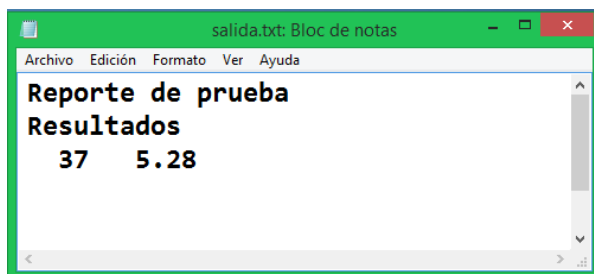 salida.txt: Bloc de notas
Archivo Edición Formato Ver Ayuda
Reporte de prueba
Resultados
37 5.28